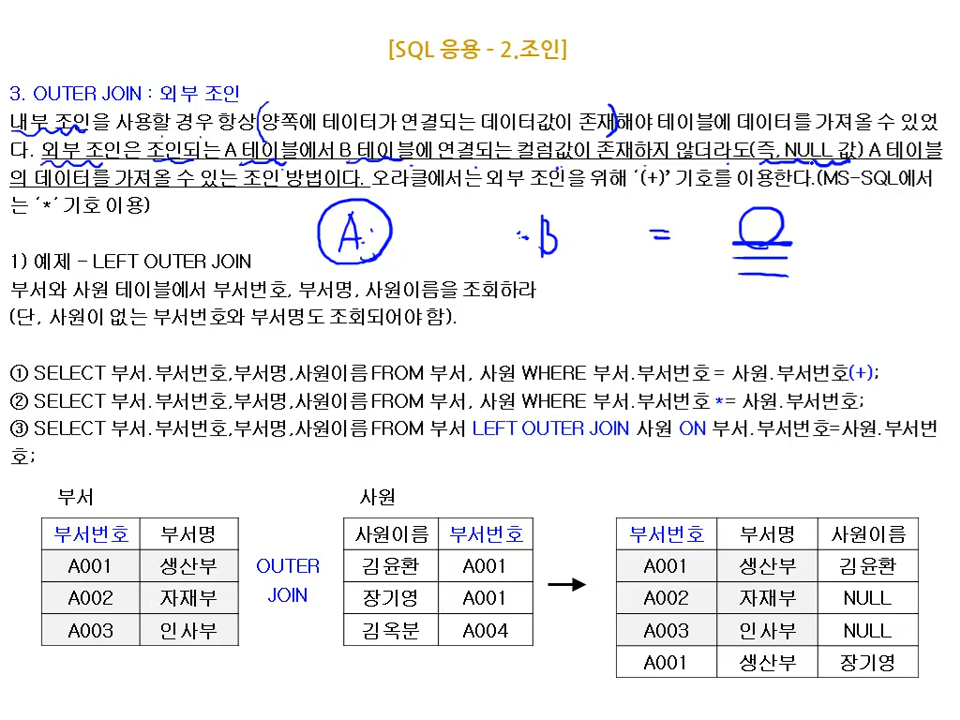 [SQL 응용 - 2.조인]
3. OUTER JOIN : 외부 조인
내부 조인을 사용할 경우 항상 양쪽에 테이터가 연결되는 데이터값이 존재해야 테이블에 데이터를 가져올 수 있었
다. 외부 조인은 조인되는 A 테이블에서 B 테이블에 연결되는 컬럼값이 존재하지 않더라도(즉, NULL 값) A 테이블
의 데이터를 가져올 수 있는 조인 방법이다. 오라클에서는 외부 조인을 위해 '(+)' 기호를 이용한다.(MS-SQL에서
는 '*' 기호 이용)
A B =
1) 예제 - LEFT OUTER JOIN
부서와 사원 테이블에서 부서번호, 부서명, 사원이름을 조회하라
(단, 사원이 없는 부서번호와 부서명도 조회되어야 함).
① SELECT 부서.부서번호,부서명,사원이름 FROM 부서, 사원 WHERE 부서.부서번호 = 사원.부서번호(+);
② SELECT 부서.부서번호,부서명,사원이름 FROM 부서, 사원 WHERE 부서.부서번호 *= 사원.부서번호;
③ SELECT 부서.부서번호,부서명,사원이름 FROM 부서 LEFT OUTER JOIN 사원 ON 부서.부서번호=사원.부서번
호;
부서 사원
부서번호 부서명 사원이름 부서번호 부서번호 부서명 사원이름
A001 생산부 OUTER 김윤환 A001 A001 생산부 김윤환
A002 자재부 JOIN 장기영 A001 A002 자재부 NULL
A003 인사부 김옥분 A004 A003 인사부 NULL
A001 생산부 장기영